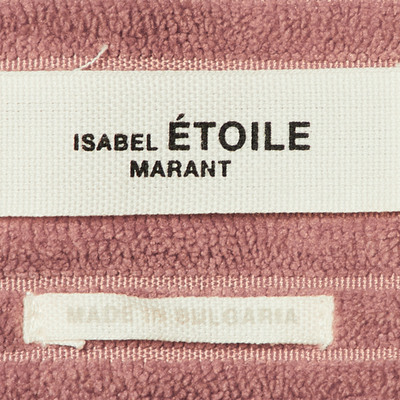 ISABEL ÉTOILE
MARANT
MADE IN BULGARIA